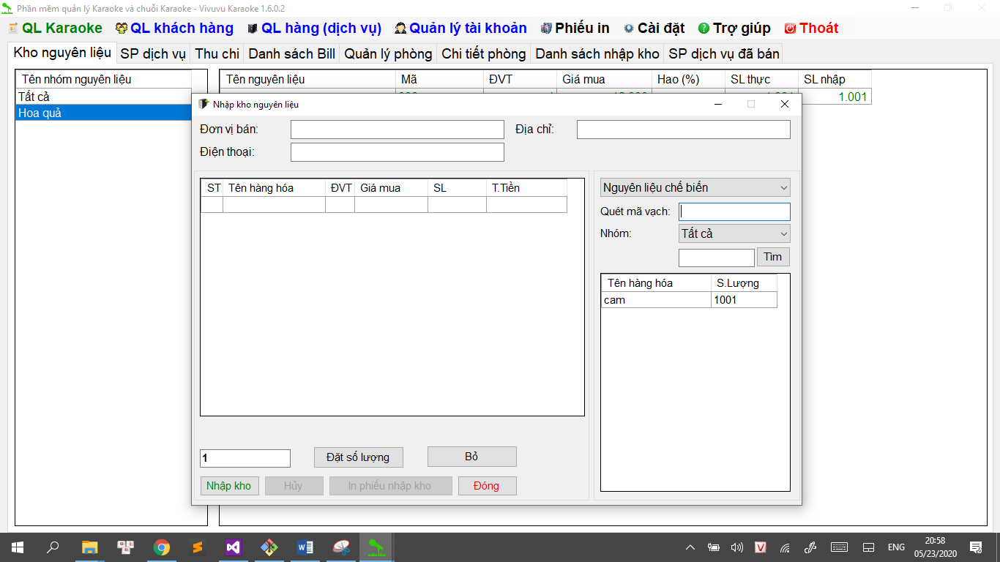 Phần mềm quản lý Karaoke và chuỗi Karaoke - Vivuvu Karaoke 1.6.0.2
QL Karaoke QL khách hàng QL hàng (dịch vụ) Quản lý tài khoản Phiếu in Cài đặt Trợ giúp Thoát
Kho nguyên liệu SP dịch vụ Thu chi Danh sách Bill Quản lý phòng Chi tiết phòng Danh sách nhập kho SP dịch vụ đã bán
Tên nhóm nguyên liệu Tên nguyên liệu Mã ĐVT Giá mua Hao (%) SL thực SL nhập
Tất cả 1.001
Hoa quả
Nhập kho nguyên liệu
Đơn vị bán: Địa chỉ:
Điện thoại:
ST Tên hàng hóa ĐVT Giá mua SL T.Tiền
Nguyên liệu chế biến
Quét mã vạch:
Nhóm: Tất cả
Tìm
Tên hàng hóa S.Lượng
cam 1001
1 Đặt số lượng Bỏ
Nhập kho Hủy In phiếu nhập kho Đóng
ENG
20:58
05/23/2020